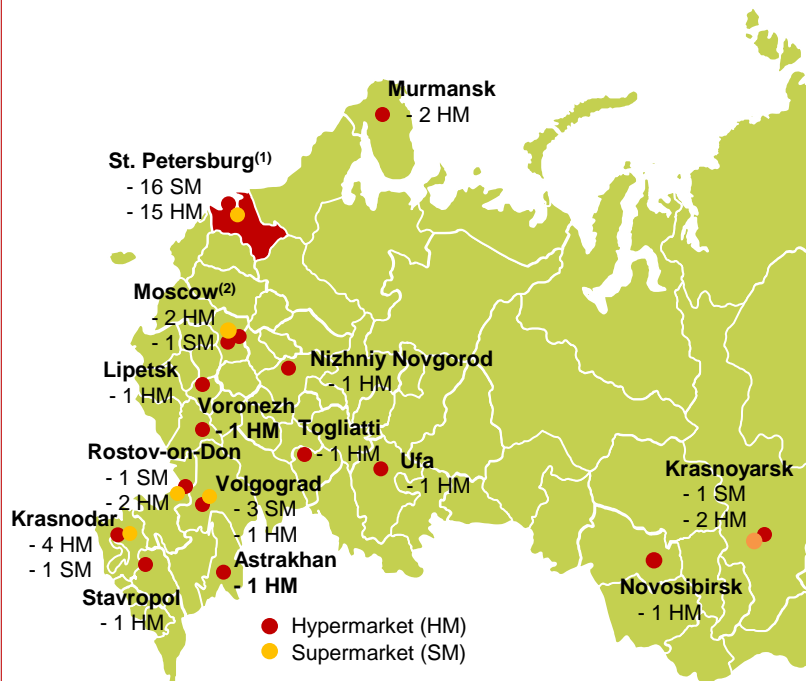 Murmansk
- 2 HM
St. Petersburg(1)
- 16 SM
- 15 HM
Moscow(2)
- 2 HM
- 1 SM
Nizhniy Novgorod
- 1 HM
Lipetsk
- 1 HM
Voronezh
- 1 HM
Togliatti
- 1 HM
Ufa
- 1 HM
Rostov-on-Don
- 1 SM
- 2 HM
Volgograd
- 3 SM
- 1 HM
Krasnoyarsk
- 1 SM
- 2 HM
Krasnodar
- 4 HM
- 1 SM
Astrakhan
- 1 HM
Stavropol
- 1 HM
Novosibirsk
- 1 HM
Hypermarket (HM)
Supermarket (SM)